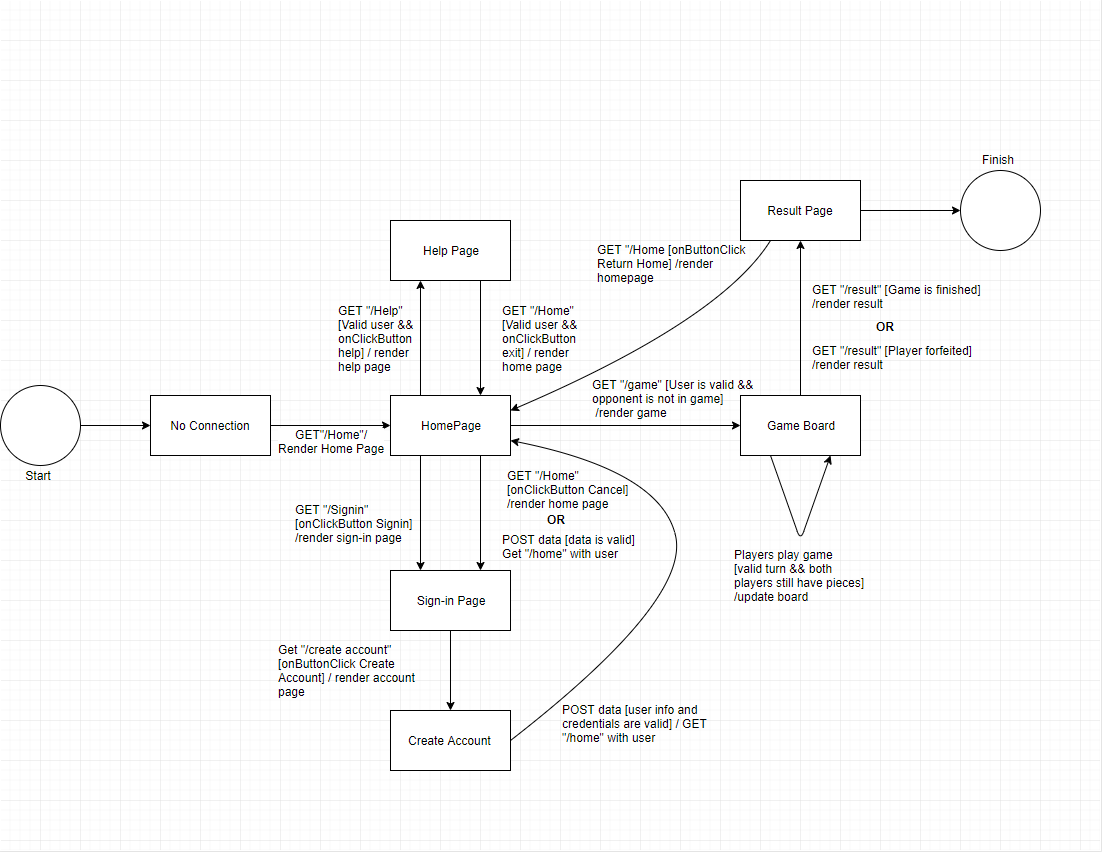 Finish
Result Page
GET "/Home [onButtonClick
Return Home] /render
homepage
Help Page
GET "/result" [Game is finished]
/render result
OR
GET "/result" [Player forfeited]
/render result
GET "/Help"
[Valid user &&
onClickButton
help] / render
help page
GET "/Home"
[Valid user &&
onClickButton
exit] / render
home page
GET "/game" [User is valid &&
opponent is not in game]
/render game
Start
No Connection
GET"/Home"/
Render Home Page
HomePage
Game Board
GET "/Signin"
[onClickButton Signin]
/render sign-in page
GET "/Home"
[onClickButton Cancel]
/render home page
OR
POST data [data is valid]
Get "/home" with user
Players play game
[valid turn && both
players still have pieces]
/update board
Sign-in Page
Get "/create account"
[onButtonClick Create
Account] / render account
page
Create Account
POST data [user info and
credentials are valid] / GET
"/home" with user